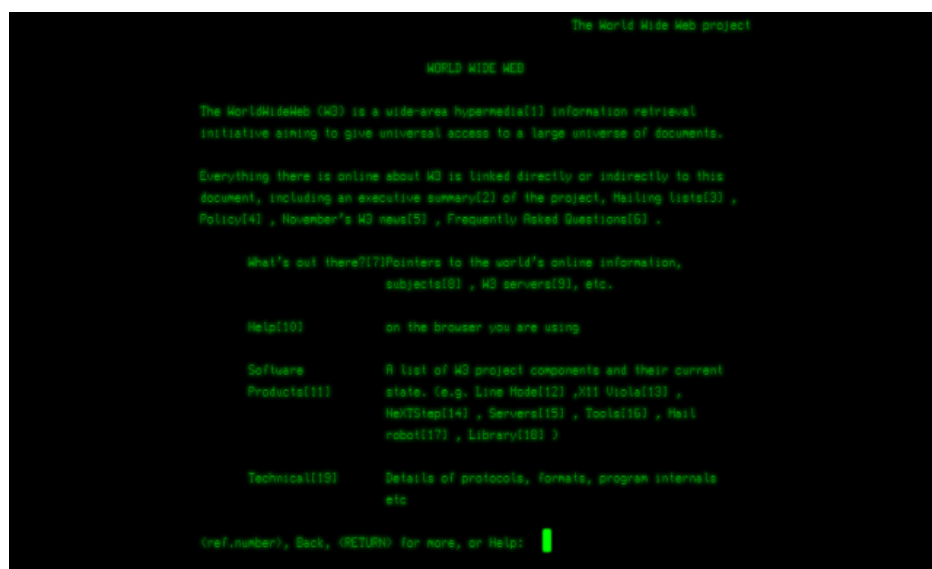 The World Wide Web project
WORLD WIDE WEB
The WorldWideWeb (W3) is a wide-area hypermedia[1] information retrieval
initiative aiming to give universal access to a large universe of documents.
Everything there is online about W3 is linked directly or indirectly to this
document, including an executive summary[2] of the project, Mailing lists[3] ,
Policy[4] , November's W3 news[5] , Frequently Asked Questions[6] .
What's out there?[7]Pointers to the world's online information,
subjects[8] , W3 servers[9], etc.
Help[10] on the browser you are using
Software A list of W3 project components and their current
Products[11] state. (e.g. Line Mode[12] ,X11 Viola[13] ,
NeXTStep[14] , Servers[15] , Tools[16] , Mail
robot[17] , Library[18] )
Technical[19] Details of protocols, formats, program internals
etc
<ref.number>, Back, <RETURN> for more, or Help: